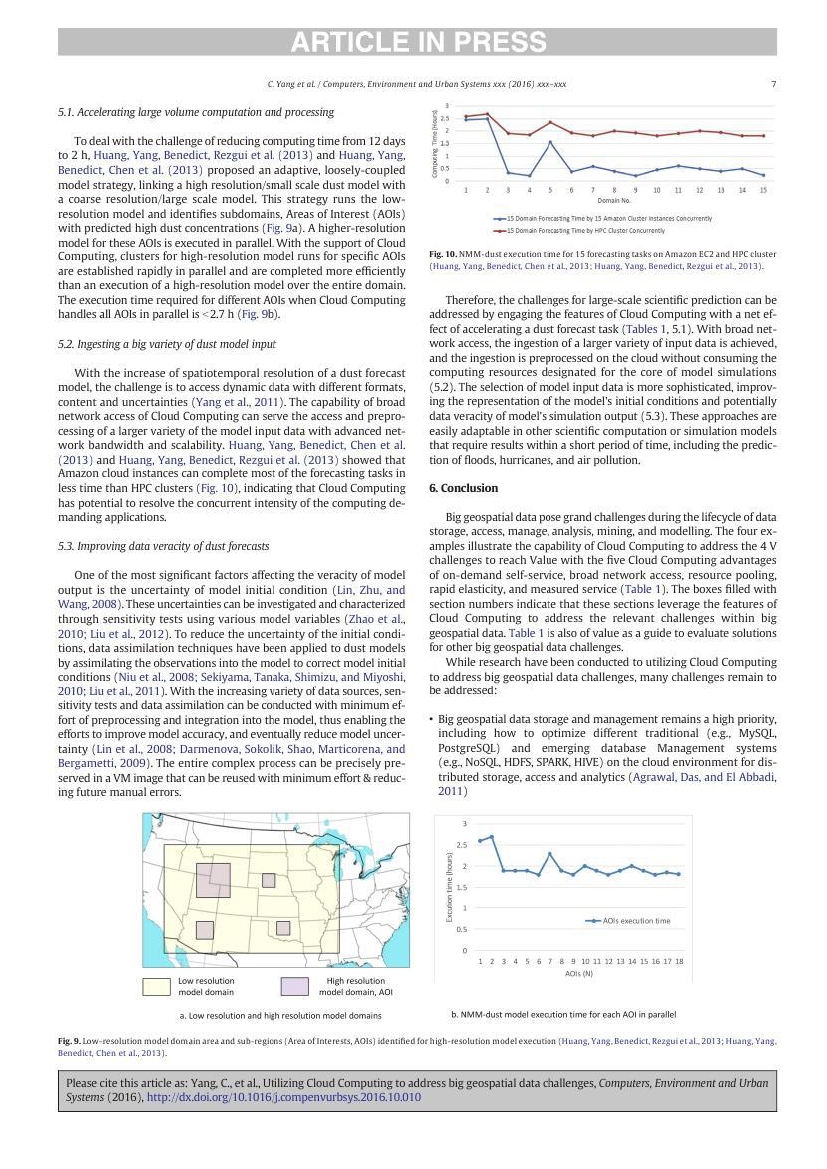 ARTICLE IN PRESS
C. Yang et al. / Computers, Environment and Urban Systems xxx (2016) xxx–xxx
7
5.1. Accelerating large volume computation and processing
To deal with the challenge of reducing computing time from 12 days
to 2 h, Huang, Yang, Benedict, Rezgui et al. (2013) and Huang, Yang,
Benedict, Chen et al. (2013) proposed an adaptive, loosely-coupled
model strategy, linking a high resolution/small scale dust model with
a coarse resolution/large scale model. This strategy runs the low-
resolution model and identifies subdomains, Areas of Interest (AOIs)
with predicted high dust concentrations (Fig. 9a). A higher-resolution
model for these AOIs is executed in parallel. With the support of Cloud
Computing, clusters for high-resolution model runs for specific AOIs
are established rapidly in parallel and are completed more efficiently
than an execution of a high-resolution model over the entire domain.
The execution time required for different AOIs when Cloud Computing
handles all AOIs in parallel is <2.7 h (Fig. 9b).
5.2. Ingesting a big variety of dust model input
With the increase of spatiotemporal resolution of a dust forecast
model, the challenge is to access dynamic data with different formats,
content and uncertainties (Yang et al., 2011). The capability of broad
network access of Cloud Computing can serve the access and prepro-
cessing of a larger variety of the model input data with advanced net-
work bandwidth and scalability. Huang, Yang, Benedict, Chen et al.
(2013) and Huang, Yang, Benedict, Rezgui et al. (2013) showed that
Amazon cloud instances can complete most of the forecasting tasks in
less time than HPC clusters (Fig. 10), indicating that Cloud Computing
has potential to resolve the concurrent intensity of the computing de-
manding applications.
5.3. Improving data veracity of dust forecasts
One of the most significant factors affecting the veracity of model
output is the uncertainty of model initial condition (Lin, Zhu, and
Wang, 2008). These uncertainties can be investigated and characterized
through sensitivity tests using various model variables (Zhao et al.,
2010; Liu et al., 2012). To reduce the uncertainty of the initial condi-
tions, data assimilation techniques have been applied to dust models
by assimilating the observations into the model to correct model initial
conditions (Niu et al., 2008; Sekiyama, Tanaka, Shimizu, and Miyoshi,
2010; Liu et al., 2011). With the increasing variety of data sources, sen-
sitivity tests and data assimilation can be conducted with minimum ef-
fort of preprocessing and integration into the model, thus enabling the
efforts to improve model accuracy, and eventually reduce model uncer-
tainty (Lin et al., 2008; Darmenova, Sokolik, Shao, Marticorena, and
Bergametti, 2009). The entire complex process can be precisely pre-
served in a VM image that can be reused with minimum effort & reduc-
ing future manual errors.
Computing Time (Hours)
3
2.5
2
1.5
1
0.5
0
1 2 3 4 5 6 7 8 9 10 11 12 13 14 15
Domain No.
15 Domain Forecasting Time by 15 Amazon Cluster Instances Concurrently
15 Domain Forecasting Time by HPC Cluster Concurrently
Fig. 10. NMM-dust execution time for 15 forecasting tasks on Amazon EC2 and HPC cluster
(Huang, Yang, Benedict, Chen et al., 2013; Huang, Yang, Benedict, Rezgui et al., 2013).
Therefore, the challenges for large-scale scientific prediction can be
addressed by engaging the features of Cloud Computing with a net ef-
fect of accelerating a dust forecast task (Tables 1, 5.1). With broad net-
work access, the ingestion of a larger variety of input data is achieved,
and the ingestion is preprocessed on the cloud without consuming the
computing resources designated for the core of model simulations
(5.2). The selection of model input data is more sophisticated, improv-
ing the representation of the model's initial conditions and potentially
data veracity of model's simulation output (5.3). These approaches are
easily adaptable in other scientific computation or simulation models
that require results within a short period of time, including the predic-
tion of floods, hurricanes, and air pollution.
6. Conclusion
Big geospatial data pose grand challenges during the lifecycle of data
storage, access, manage, analysis, mining, and modelling. The four ex-
amples illustrate the capability of Cloud Computing to address the 4 V
challenges to reach Value with the five Cloud Computing advantages
of on-demand self-service, broad network access, resource pooling,
rapid elasticity, and measured service (Table 1). The boxes filled with
section numbers indicate that these sections leverage the features of
Cloud Computing to address the relevant challenges within big
geospatial data. Table 1 is also of value as a guide to evaluate solutions
for other big geospatial data challenges.
While research have been conducted to utilizing Cloud Computing
to address big geospatial data challenges, many challenges remain to
be addressed:
• Big geospatial data storage and management remains a high priority,
including how to optimize different traditional (e.g., MySQL,
PostgreSQL) and emerging database Management systems
(e.g., NoSQL, HDFS, SPARK, HIVE) on the cloud environment for dis-
tributed storage, access and analytics (Agrawal, Das, and El Abbadi,
2011)
Low resolution
model domain
High resolution
model domain, AOI
a. Low resolution and high resolution model domains
Excution time (hours)
3
2.5
2
1.5
1
0.5
0
AOIs execution time
1 2 3 4 5 6 7 8 9 10 11 12 13 14 15 16 17 18
AOIs (N)
b. NMM-dust model execution time for each AOI in parallel
Fig. 9. Low-resolution model domain area and sub-regions (Area of Interests, AOIs) identified for high-resolution model execution (Huang, Yang, Benedict, Rezgui et al., 2013; Huang, Yang,
Benedict, Chen et al., 2013).
Please cite this article as: Yang, C., et al., Utilizing Cloud Computing to address big geospatial data challenges, Computers, Environment and Urban
Systems (2016), http://dx.doi.org/10.1016/j.compenvurbsys.2016.10.010